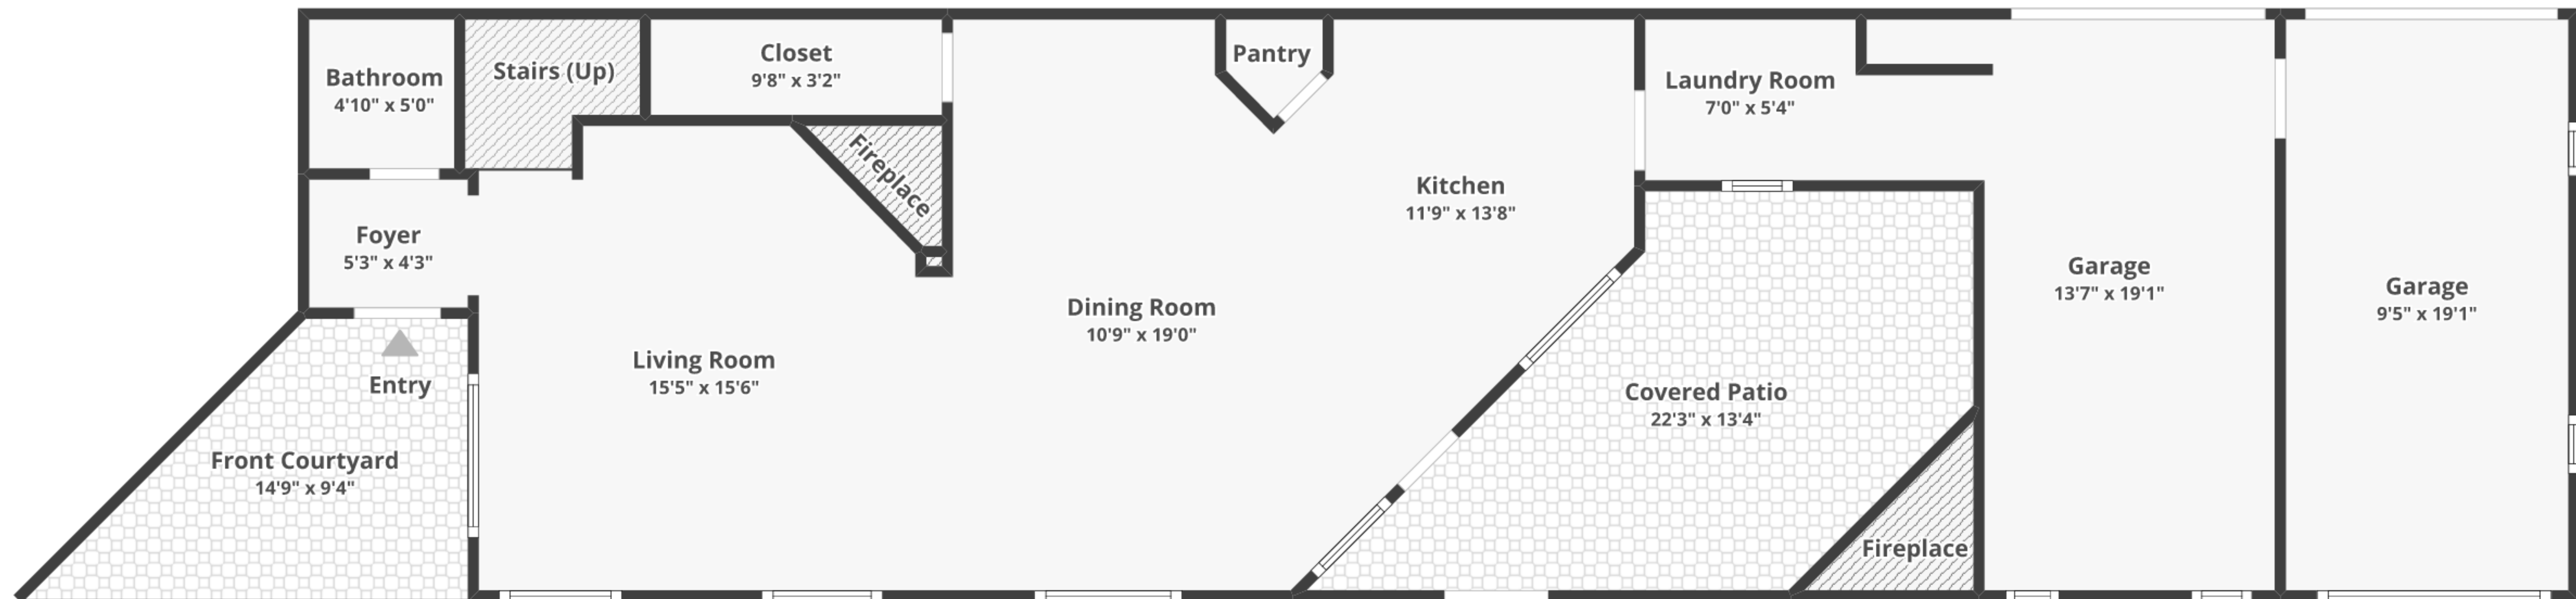 Bathroom
4'10" x 5'0"
Stairs (Up)
Closet
9'8" x 3'2"
Pantry
Laundry Room
7'0" x 5'4"
Fireplace
Kitchen
11'9" x 13'8"
Foyer
5'3" x 4'3"
Garage
13'7" x 19'1"
Garage
9'5" x 19'1"
Dining Room
10'9" x 19'0"
Living Room
15'5" x 15'6"
Entry
Covered Patio
22'3" x 13'4"
Front Courtyard
14'9" x 9'4"
Fireplace